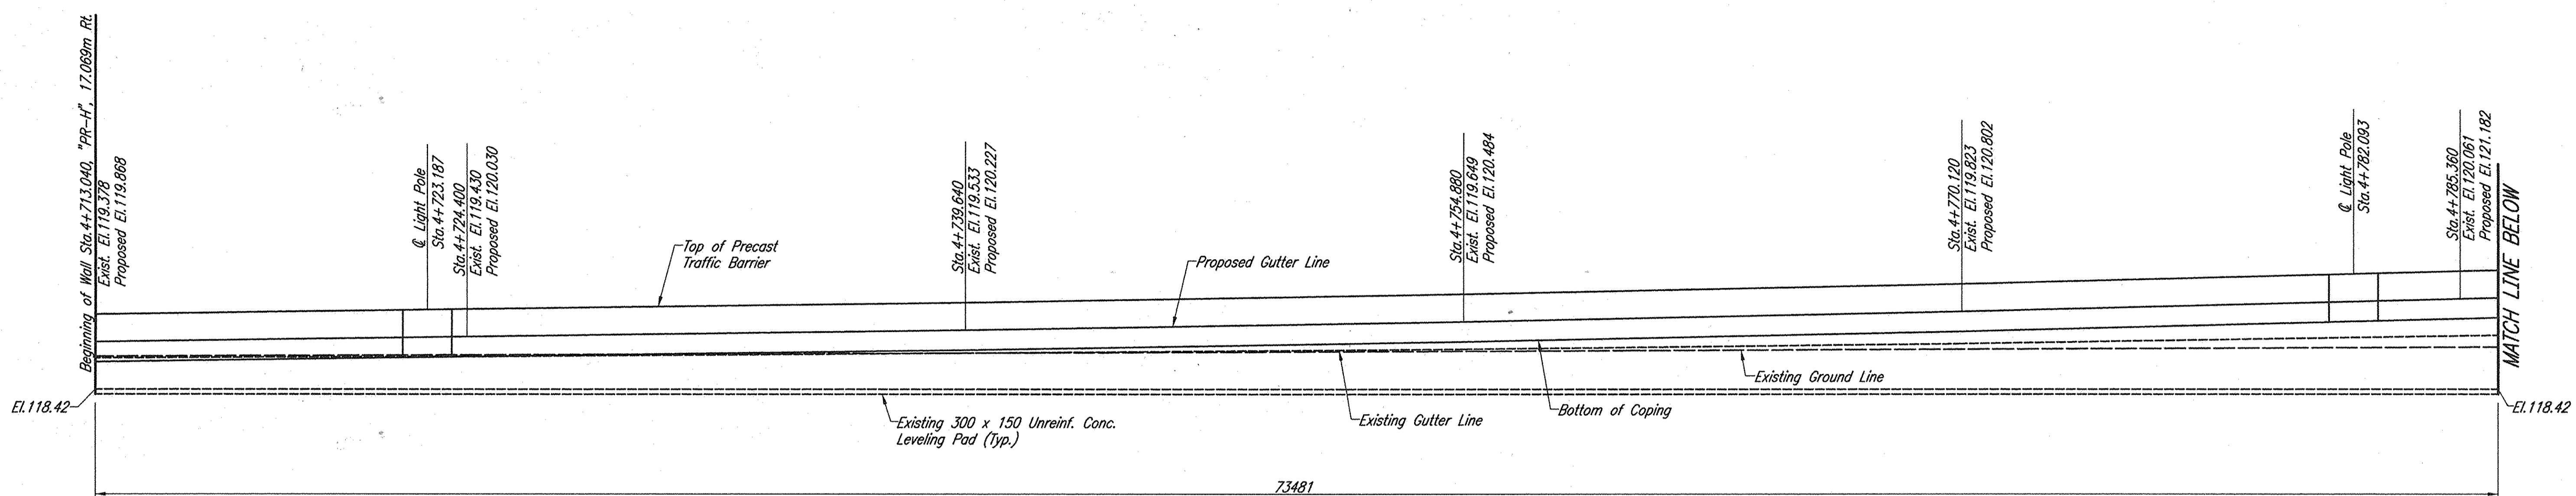 Beginning of Wall Sta.4+713.040, "PR-H", 17.069m Rt.
Exist. El.119.378
Proposed El.119.868
℄ Light Pole
Sta.4+723.187
Sta.4+724.400
Exist. El.119.430
Proposed El.120.030
Top of Precast
Traffic Barrier
Sta.4+739.640
Exist. El.119.533
Proposed El.120.227
Proposed Gutter Line
Sta.4+754.880
Exist. El.119.649
Proposed El.120.484
Sta.4+770.120
Exist. El.119.823
Proposed El.120.802
℄ Light Pole
Sta.4+782.093
Sta.4+785.360
Exist. El.120.061
Proposed El.121.182
MATCH LINE BELOW
El.118.42
Existing 300 x 150 Unreinf. Conc.
Leveling Pad (Typ.)
Existing Gutter Line
Bottom of Coping
Existing Ground Line
El.118.42
73481